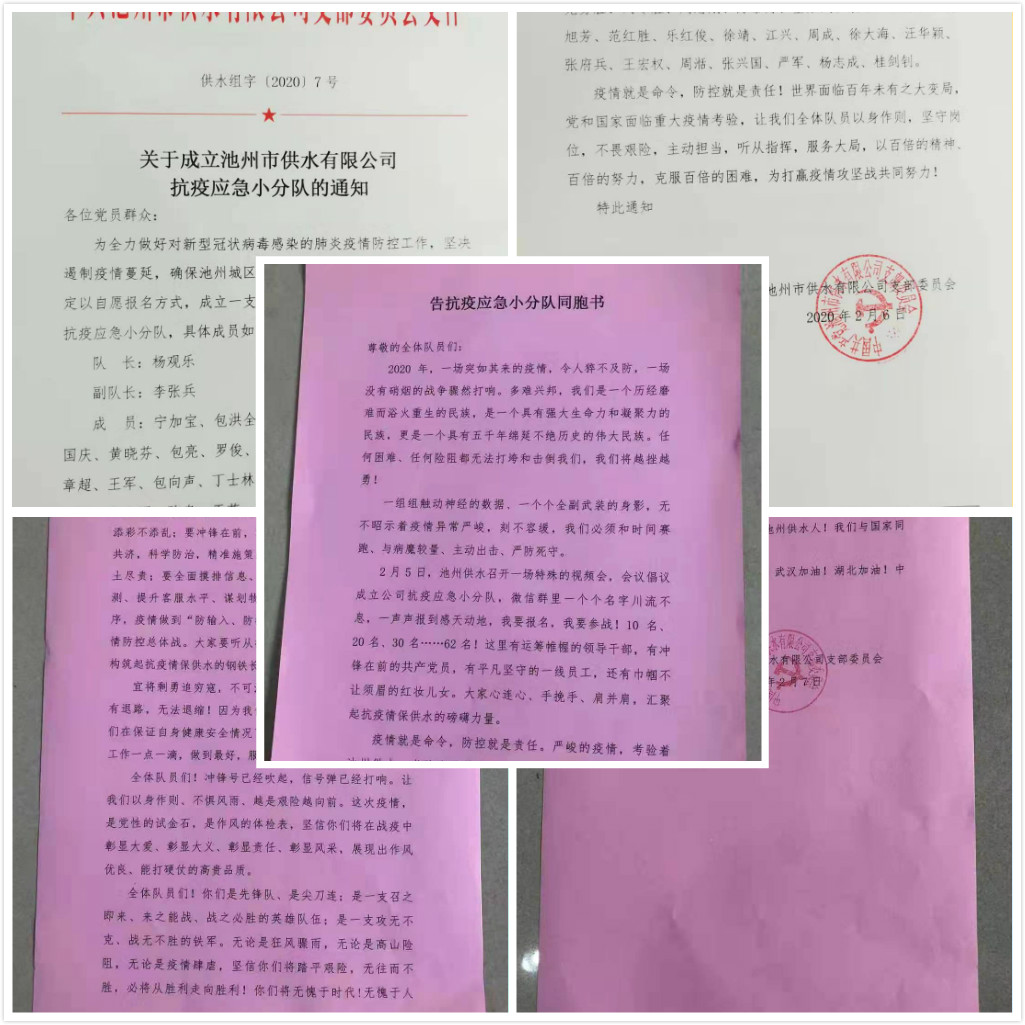 中共池州市供水有限公司支部委员会文件
供水组字〔2020〕7号
关于成立池州市供水有限公司
抗疫应急小分队的通知
各位党员群众：
为全力做好对新型冠状病毒感染的肺炎疫情防控工作，坚决
遏制疫情蔓延，确保池州城区
定以自愿报名方式，成立一支
抗疫应急小分队，具体成员如
队　长：杨观乐
副队长：李张兵
成　员：宁加宝、包洪全
国庆、黄晓芬、包亮、罗俊、
章超、王军、包向声、丁士林
旭芳、范红胜、乐红俊、徐靖、江兴、周成、徐大海、汪华颖、
张府兵、王宏权、周湉、张兴国、严军、杨志成、桂剑钊。
疫情就是命令，防控就是责任！世界面临百年未有之大变局，
党和国家面临重大疫情考验，让我们全体队员以身作则，坚守岗
位，不畏艰险，主动担当，听从指挥，服务大局，以百倍的精神、
百倍的努力，克服百倍的困难，为打赢疫情攻坚战共同努力！
特此通知
池州市供水有限公司支部委员会
2020年2月6日
告抗疫应急小分队同胞书
尊敬的全体队员们：
2020年，一场突如其来的疫情，令人猝不及防，一场
没有硝烟的战争骤然打响。多难兴邦，我们是一个历经磨
难而浴火重生的民族，是一个具有强大生命力和凝聚力的
民族，更是一个具有五千年绵延不绝历史的伟大民族。任
何困难、任何险阻都无法打垮和击倒我们，我们将越挫越
勇！
一组组触动神经的数据、一个个全副武装的身影，无
不昭示着疫情异常严峻，刻不容缓，我们必须和时间赛
跑、与病魔较量、主动出击、严防死守。
2月5日，池州供水召开一场特殊的视频会，会议倡议
成立公司抗疫应急小分队，微信群里一个个名字川流不
息，一声声报到感天动地，我要报名，我要参战！10名、
20名、30名……62名！这里有运筹帷幄的领导干部，有冲
锋在前的共产党员，有平凡坚守的一线员工，还有巾帼不
让须眉的红妆儿女。大家心连心、手挽手、肩并肩，汇聚
起抗疫情保供水的磅礴力量。
疫情就是命令，防控就是责任。严峻的疫情，考验着
添彩不添乱；要冲锋在前，
共济，科学防治，精准施策
土尽责；要全面摸排信息、
测、提升客服水平、谋划物
序，疫情做到“防输入、防
情防控总体战。大家要听从
构筑起抗疫情保供水的钢铁长
宜将剩勇追穷寇，不可
有退路，无法退缩！因为我
们在保证自身健康安全情况
工作一点一滴，做到最好，服
全体队员们！冲锋号已经吹起，信号弹已经打响。让
我们以身作则、不惧风雨、越是艰险越向前。这次疫情，
是党性的试金石，是作风的体检表，坚信你们将在战疫中
彰显大爱、彰显大义、彰显责任、彰显风采，展现出作风
优良、能打硬仗的高贵品质。
全体队员们！你们是先锋队、是尖刀连；是一支召之
即来、来之能战、战之必胜的英雄队伍；是一支攻无不
克、战无不胜的铁军。无论是狂风骤雨，无论是高山险
阻，无论是疫情肆虐，坚信你们将踏平艰险，无往而不
胜，必将从胜利走向胜利！你们将无愧于时代!无愧于人
池州供水人！我们与国家同
武汉加油！湖北加油！中
水有限公司支部委员会
年2月7日